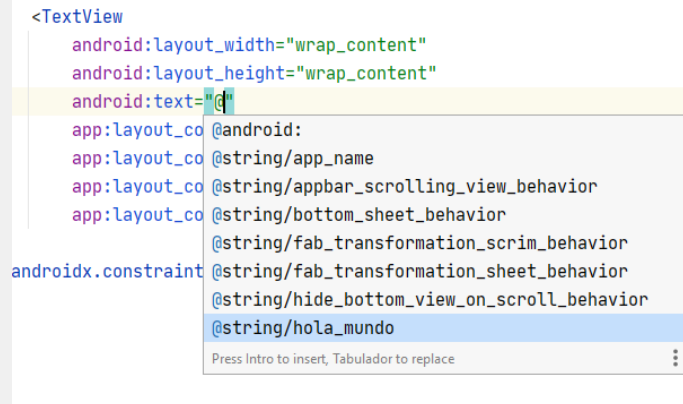 <TextView
android:layout_width="wrap_content"
android:layout_height="wrap_content"
android:text="@"
app:layout_co
app:layout_co
app:layout_co
app:layout_co
androidx.constraint
@android:
@string/app_name
@string/appbar_scrolling_view_behavior
@string/bottom_sheet_behavior
@string/fab_transformation_scrim_behavior
@string/fab_transformation_sheet_behavior
@string/hide_bottom_view_on_scroll_behavior
@string/hola_mundo
Press Intro to insert, Tabulador to replace